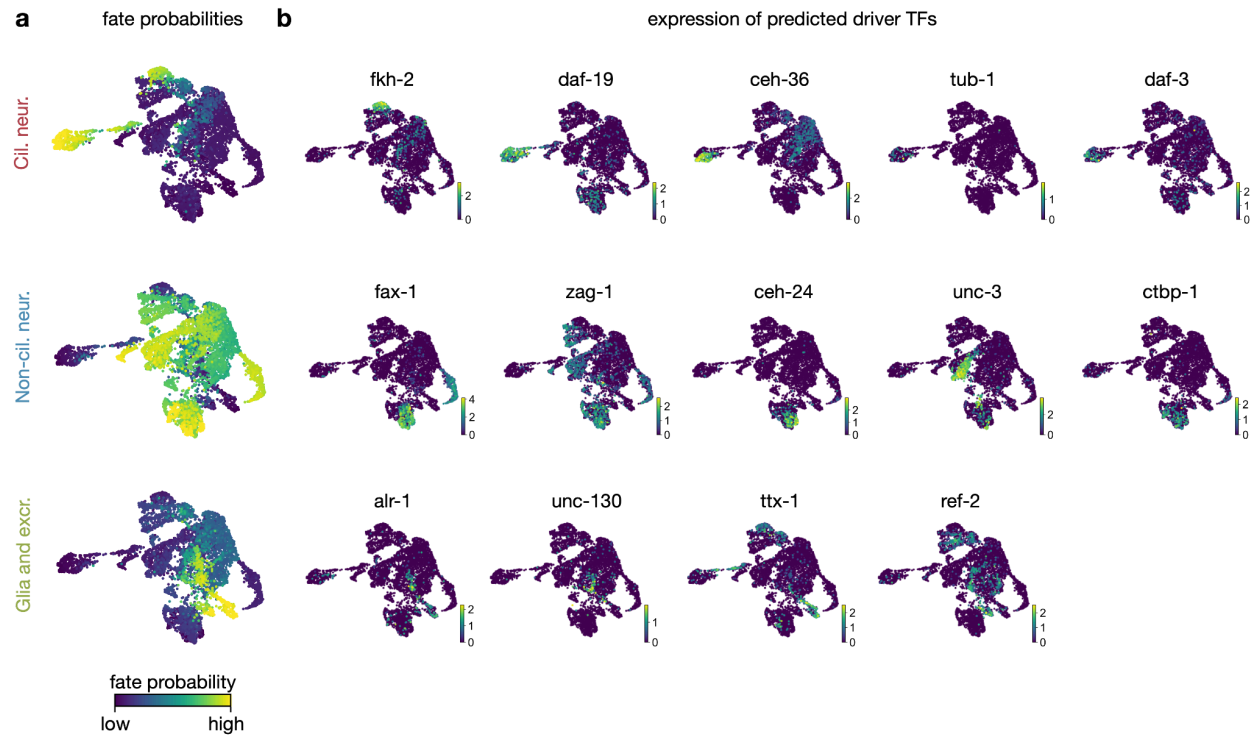 a fate probabilities b expression of predicted driver TFs
Cil. neur.
fkh-2 daf-19 ceh-36 tub-1 daf-3
2 0
2 1 0
2 0
1 0
2 1 0
Non-cil. neur.
fax-1 zag-1 ceh-24 unc-3 ctbp-1
4 2 0
2 1 0
2 1 0
2 0
2 1 0
Glia and excr.
alr-1 unc-130 ttx-1 ref-2
2 1 0
1 0
2 1 0
2 1 0
fate probability
low high